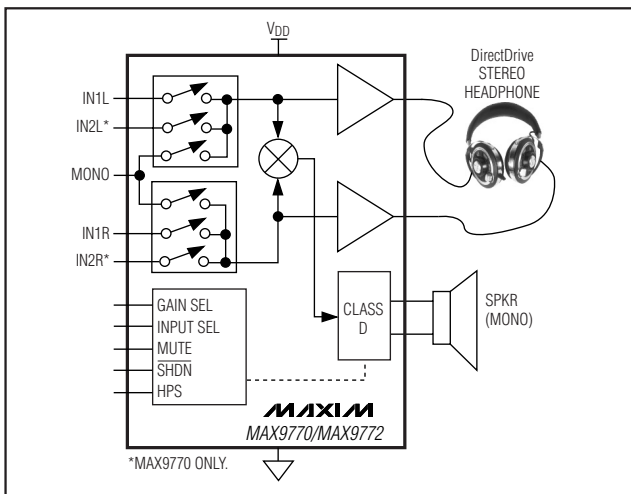 VDD
DirectDrive
STEREO
HEADPHONE
IN1L
IN2L*
MONO
IN1R
IN2R*
GAIN SEL
INPUT SEL
MUTE
SHDN
HPS
CLASS
D
SPKR
(MONO)
MAXIM
MAX9770/MAX9772
*MAX9770 ONLY.